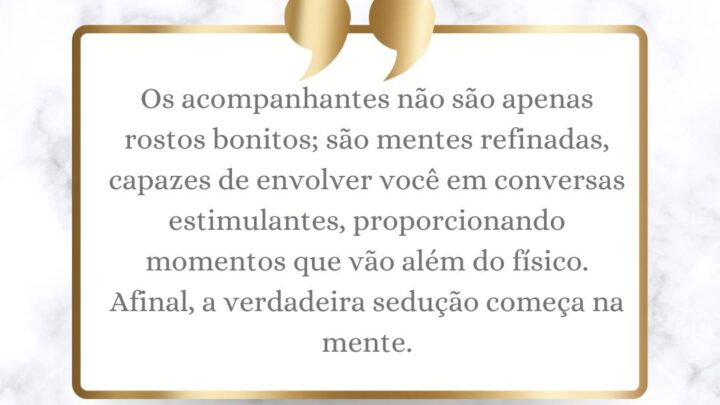 Os acompanhantes não são apenas
rostos bonitos; são mentes refinadas,
capazes de envolver você em conversas
estimulantes, proporcionando
momentos que vão além do físico.
Afinal, a verdadeira sedução começa na
mente.